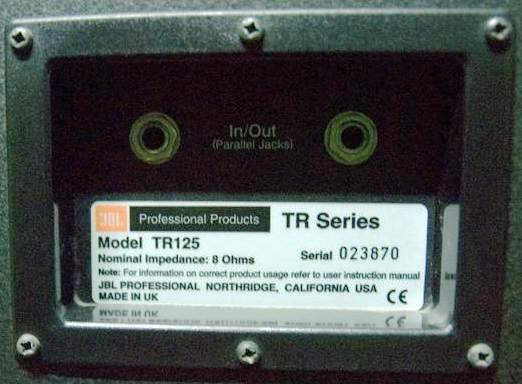 In/Out
(Parallel Jacks)
JBL Professional Products TR Series
Model TR125
Nominal Impedance: 8 Ohms Serial 023870
Note: For information on correct product usage refer to user instruction manual
JBL PROFESSIONAL NORTHRIDGE, CALIFORNIA USA
MADE IN UK CE